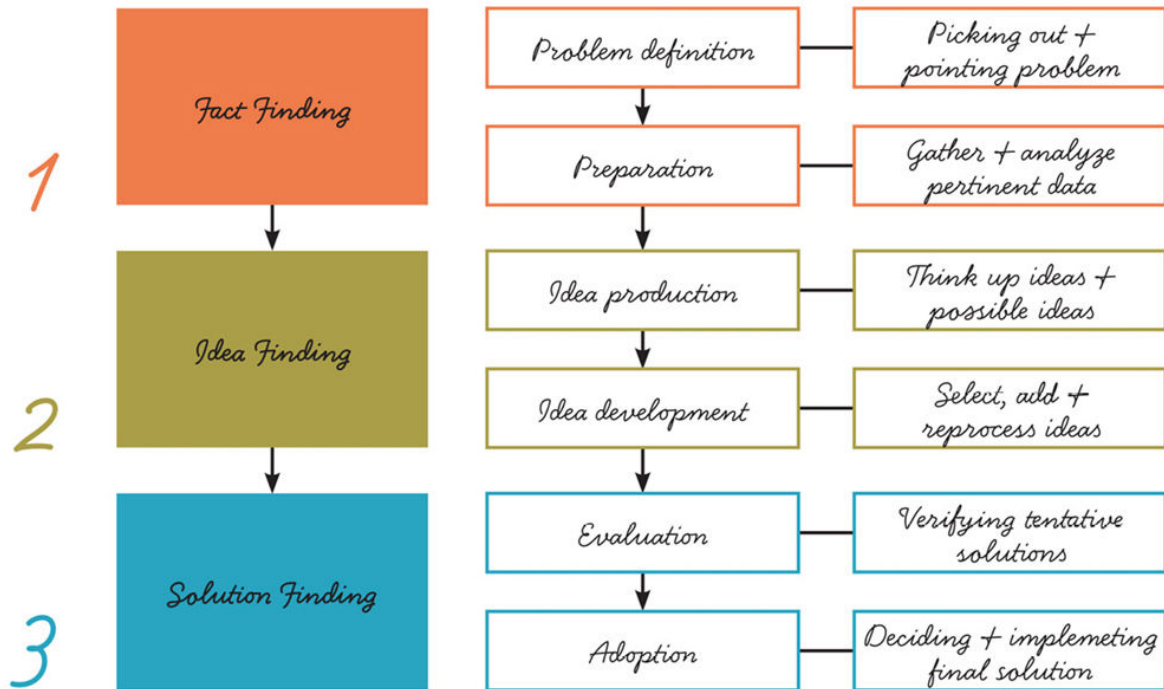 1
Fact Finding
Problem definition
Picking out +
pointing problem
Preparation
Gather + analyze
pertinent data
2
Idea Finding
Idea production
Think up ideas +
possible ideas
Idea development
Select, add +
reprocess ideas
3
Solution Finding
Evaluation
Verifying tentative
solutions
Adoption
Deciding + implemeting
final solution